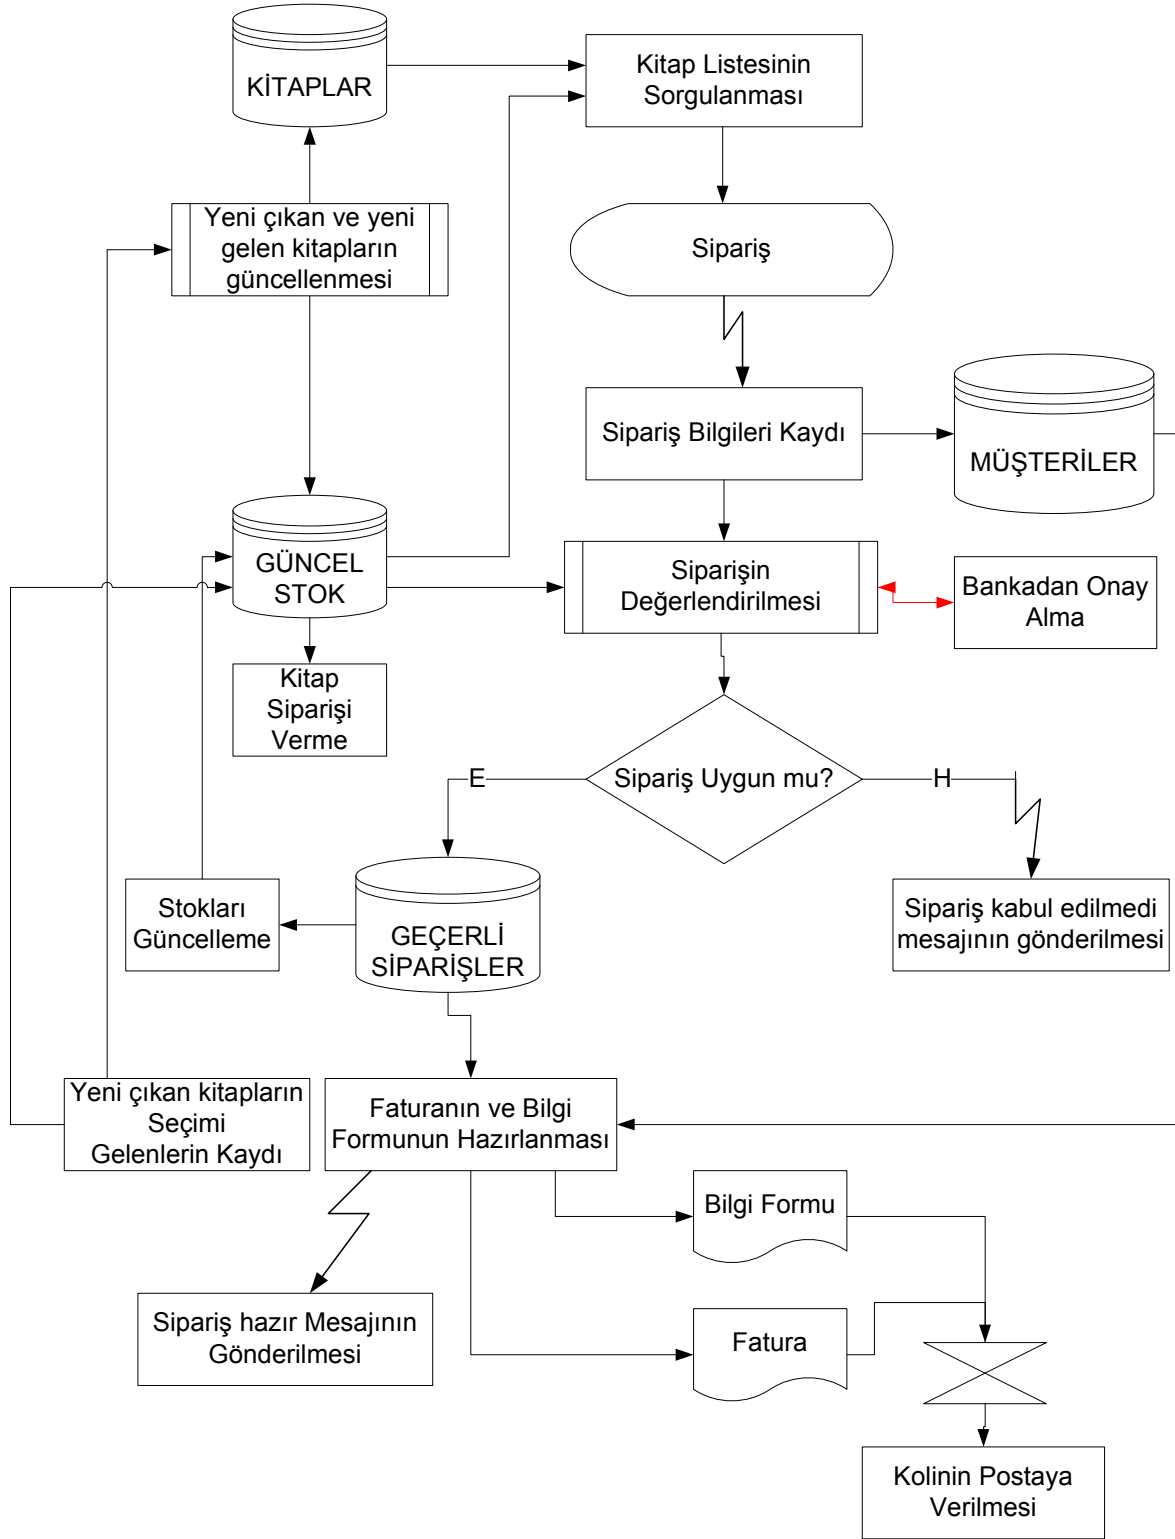 KİTAPLAR
Kitap Listesinin
Sorgulanması
Yeni çıkan ve yeni
gelen kitapların
güncellenmesi
Sipariş
Sipariş Bilgileri Kaydı
MÜŞTERİLER
GÜNCEL
STOK
Siparişin
Değerlendirilmesi
Bankadan Onay
Alma
Kitap
Siparişi
Verme
E
Sipariş Uygun mu?
H
Stokları
Güncelleme
GEÇERLİ
SİPARİŞLER
Sipariş kabul edilmedi
mesajının gönderilmesi
Yeni çıkan kitapların
Seçimi
Gelenlerin Kaydı
Faturanın ve Bilgi
Formunun Hazırlanması
Bilgi Formu
Sipariş hazır Mesajının
Gönderilmesi
Fatura
Kolinin Postaya
Verilmesi